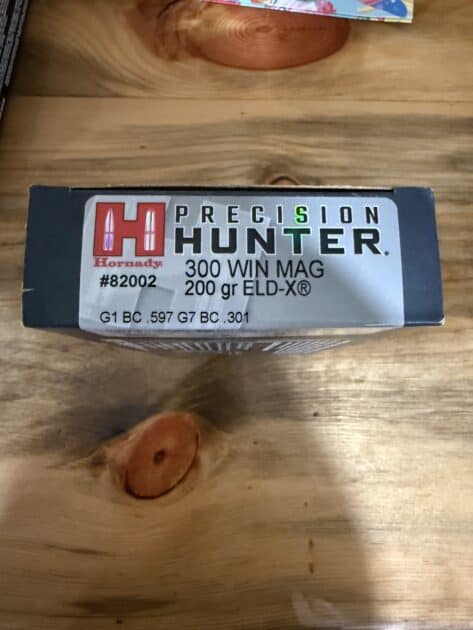 PRECISION
HUNTER.
Hornady
300 WIN MAG
#82002
200 gr ELD-X®
G1 BC .597 G7 BC .301